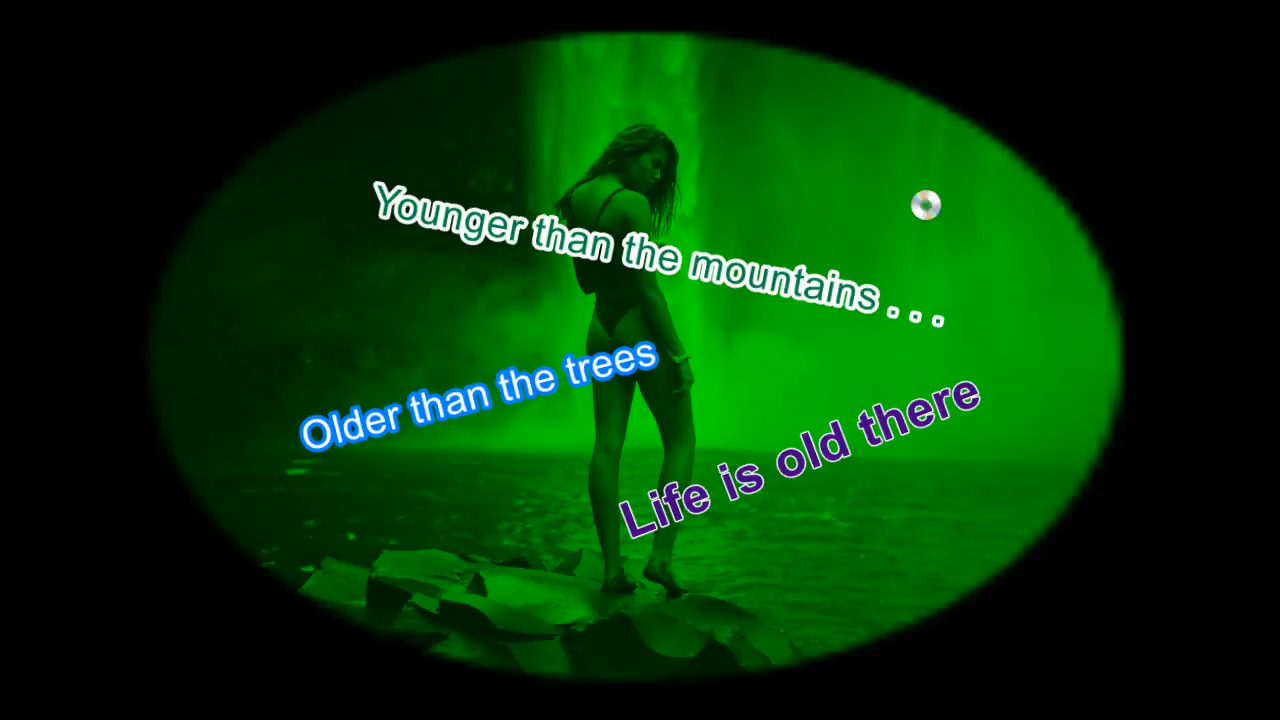 Younger than the mountains . . .
Older than the trees
Life is old there